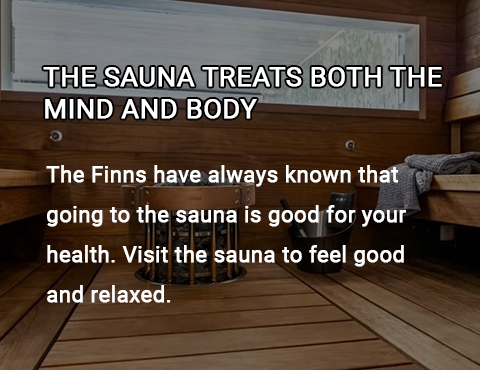 THE SAUNA TREATS BOTH THE
MIND AND BODY
The Finns have always known that
going to the sauna is good for your
health. Visit the sauna to feel good
and relaxed.